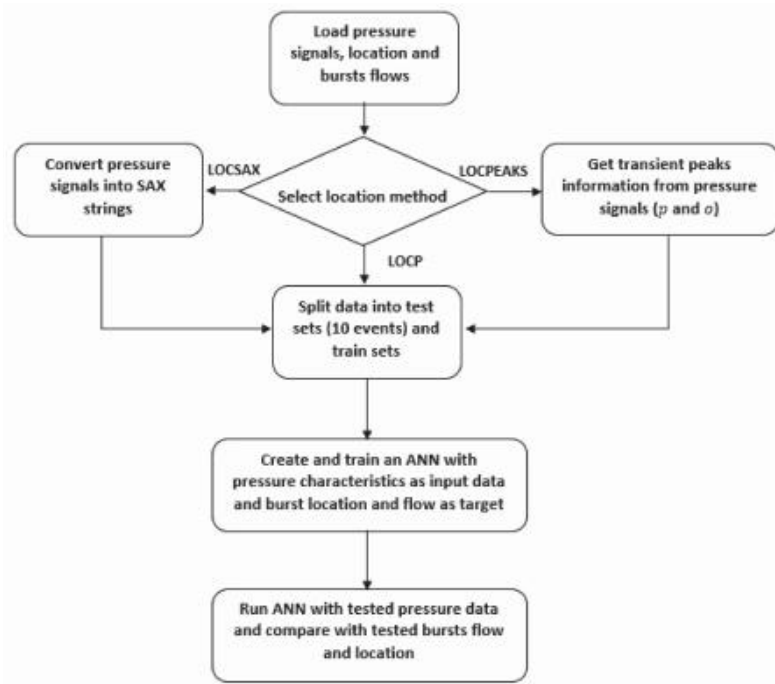 Load pressure
signals, location and
bursts flows
Convert pressure
signals into SAX
strings
LOCSAX
Select location method
LOCPEAKS
Get transient peaks
information from pressure
signals (p and o)
LOCP
Split data into test
sets (10 events) and
train sets
Create and train an ANN with
pressure characteristics as input data
and burst location and flow as target
Run ANN with tested pressure data
and compare with tested bursts flow
and location